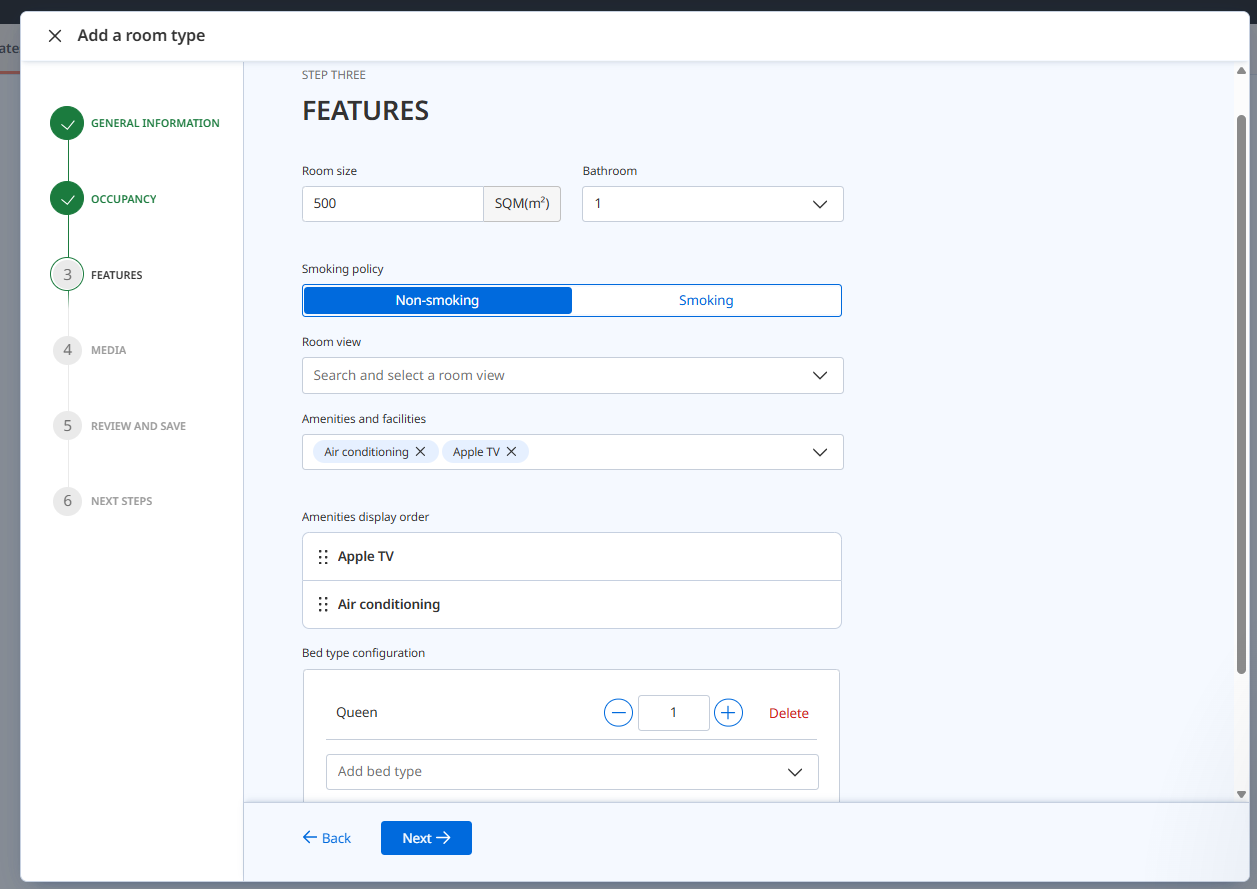 Add a room type
ate
GENERAL INFORMATION
OCCUPANCY
3 FEATURES
4 MEDIA
5 REVIEW AND SAVE
6 NEXT STEPS
STEP THREE
FEATURES
Room size Bathroom
500 SQM(m²) 1
Smoking policy
Non-smoking Smoking
Room view
Search and select a room view
Amenities and facilities
Air conditioning Apple TV
Amenities display order
Apple TV
Air conditioning
Bed type configuration
Queen 1 Delete
Add bed type
Back Next